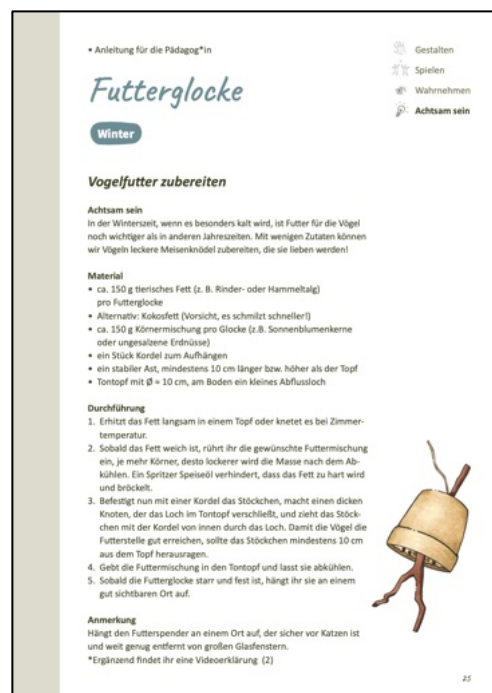 • Anleitung für die Pädagog*in
Futterglocke
Winter
Gestalten
Spielen
Wahrnehmen
Achtsam sein
Vogelfutter zubereiten
Achtsam sein
In der Winterszeit, wenn es besonders kalt wird, ist Futter für die Vögel
noch wichtiger als in anderen Jahreszeiten. Mit wenigen Zutaten können
wir Vögeln leckere Meisenknödel zubereiten, die sie lieben werden!
Material
• ca. 150 g tierisches Fett (z. B. Rinder- oder Hammeltalg)
pro Futterglocke
• Alternativ: Kokosfett (Vorsicht, es schmilzt schneller!)
• ca. 150 g Körnermischung pro Glocke (z.B. Sonnenblumenkerne
oder ungesalzene Erdnüsse)
• ein Stück Kordel zum Aufhängen
• ein stabiler Ast, mindestens 10 cm länger bzw. höher als der Topf
• Tontopf mit Ø = 10 cm, am Boden ein kleines Abflussloch
Durchführung
1. Erhitzt das Fett langsam in einem Topf oder knetet es bei Zimmer-
temperatur.
2. Sobald das Fett weich ist, rührt ihr die gewünschte Futtermischung
ein, je mehr Körner, desto lockerer wird die Masse nach dem Ab-
kühlen. Ein Spritzer Speiseöl verhindert, dass das Fett zu hart wird
und bröckelt.
3. Befestigt nun mit einer Kordel das Stöckchen, macht einen dicken
Knoten, der das Loch im Tontopf verschließt, und zieht das Stöck-
chen mit der Kordel von innen durch das Loch. Damit die Vögel die
Futterstelle gut erreichen, sollte das Stöckchen mindestens 10 cm
aus dem Topf herausragen.
4. Gebt die Futtermischung in den Tontopf und lasst sie abkühlen.
5. Sobald die Futterglocke starr und fest ist, hängt ihr sie an einem
gut sichtbaren Ort auf.
Anmerkung
Hängt den Futterspender an einem Ort auf, der sicher vor Katzen ist
und weit genug entfernt von großen Glasfenstern.
*Ergänzend findet ihr eine Videoerklärung (2)
25